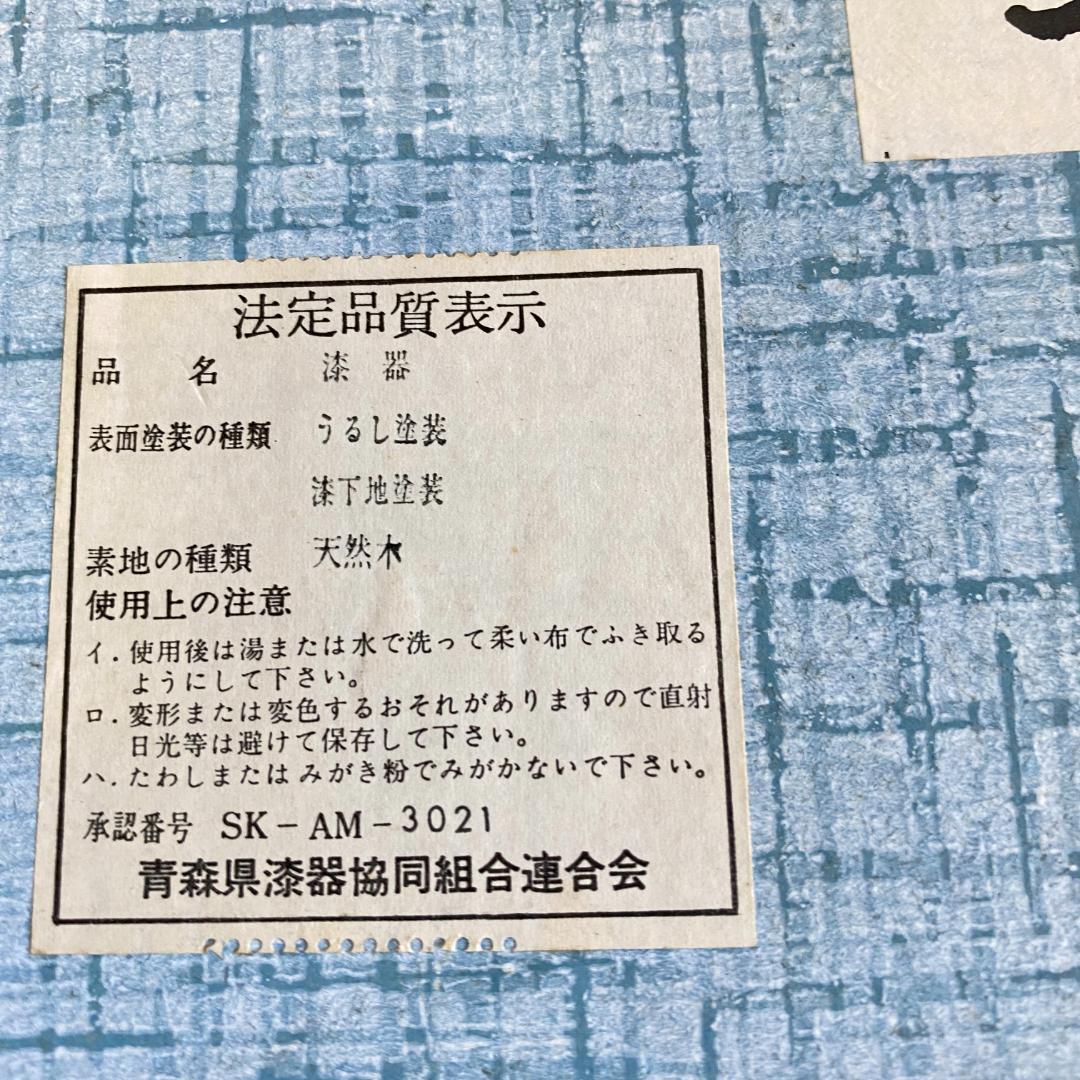 法定品質表示
品名 漆器
表面塗装の種類 うるし塗装
漆下地塗装
素地の種類 天然木
使用上の注意
イ．使用後は湯または水で洗って柔い布でふき取る
ようにして下さい。
ロ．変形または変色するおそれがありますので直射
日光等は避けて保存して下さい。
ハ．たわしまたはみがき粉でみがかないで下さい。
承認番号 SK－AM－3021
青森県漆器協同組合連合会